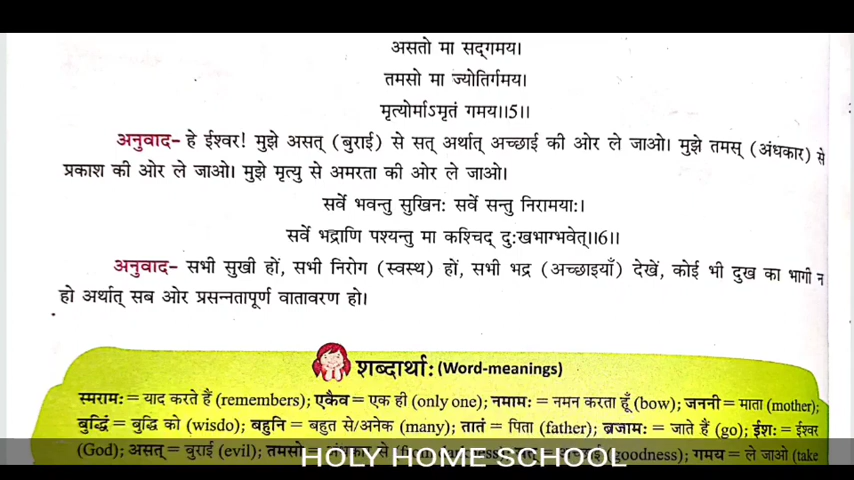 असतो मा सद्गमय।
तमसो मा ज्योतिर्गमय।
मृत्योर्माऽमृतं गमय।।5।।
अनुवाद– हे ईश्वर! मुझे असत् (बुराई) से सत् अर्थात् अच्छाई की ओर ले जाओ। मुझे तमस् (अंधकार) से
प्रकाश की ओर ले जाओ। मुझे मृत्यु से अमरता की ओर ले जाओ।
सर्वे भवन्तु सुखिनः सर्वे सन्तु निरामयाः।
सर्वे भद्राणि पश्यन्तु मा कश्चिद् दुःखभाग्भवेत्।।6।।
अनुवाद– सभी सुखी हों, सभी निरोग (स्वस्थ) हों, सभी भद्र (अच्छाइयाँ) देखें, कोई भी दुख का भागी न
हो अर्थात् सब ओर प्रसन्नतापूर्ण वातावरण हो।
शब्दार्थाः (Word-meanings)
स्मरामः = याद करते हैं (remembers); एकैव = एक ही (only one); नमामः = नमन करता हूँ (bow); जननी = माता (mother);
बुद्धिं = बुद्धि को (wisdo); बहुनि = बहुत से/अनेक (many); तातं = पिता (father); ब्रजामः = जाते हैं (go); ईशः = ईश्वर
(God); असत् = बुराई (evil); तमसो = से = अच्छाई (goodness); गमय = ले जाओ (take
HOLY HOME SCHOOL